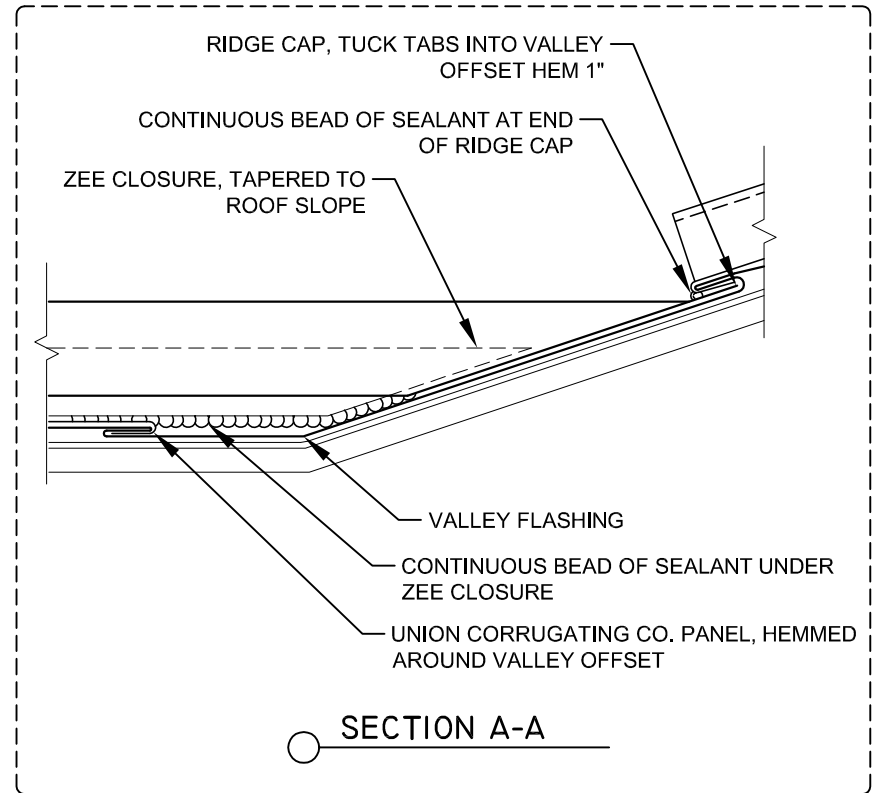 RIDGE CAP, TUCK TABS INTO VALLEY
OFFSET HEM 1"
CONTINUOUS BEAD OF SEALANT AT END
OF RIDGE CAP
ZEE CLOSURE, TAPERED TO
ROOF SLOPE
VALLEY FLASHING
CONTINUOUS BEAD OF SEALANT UNDER
ZEE CLOSURE
UNION CORRUGATING CO. PANEL, HEMMED
AROUND VALLEY OFFSET
SECTION A-A